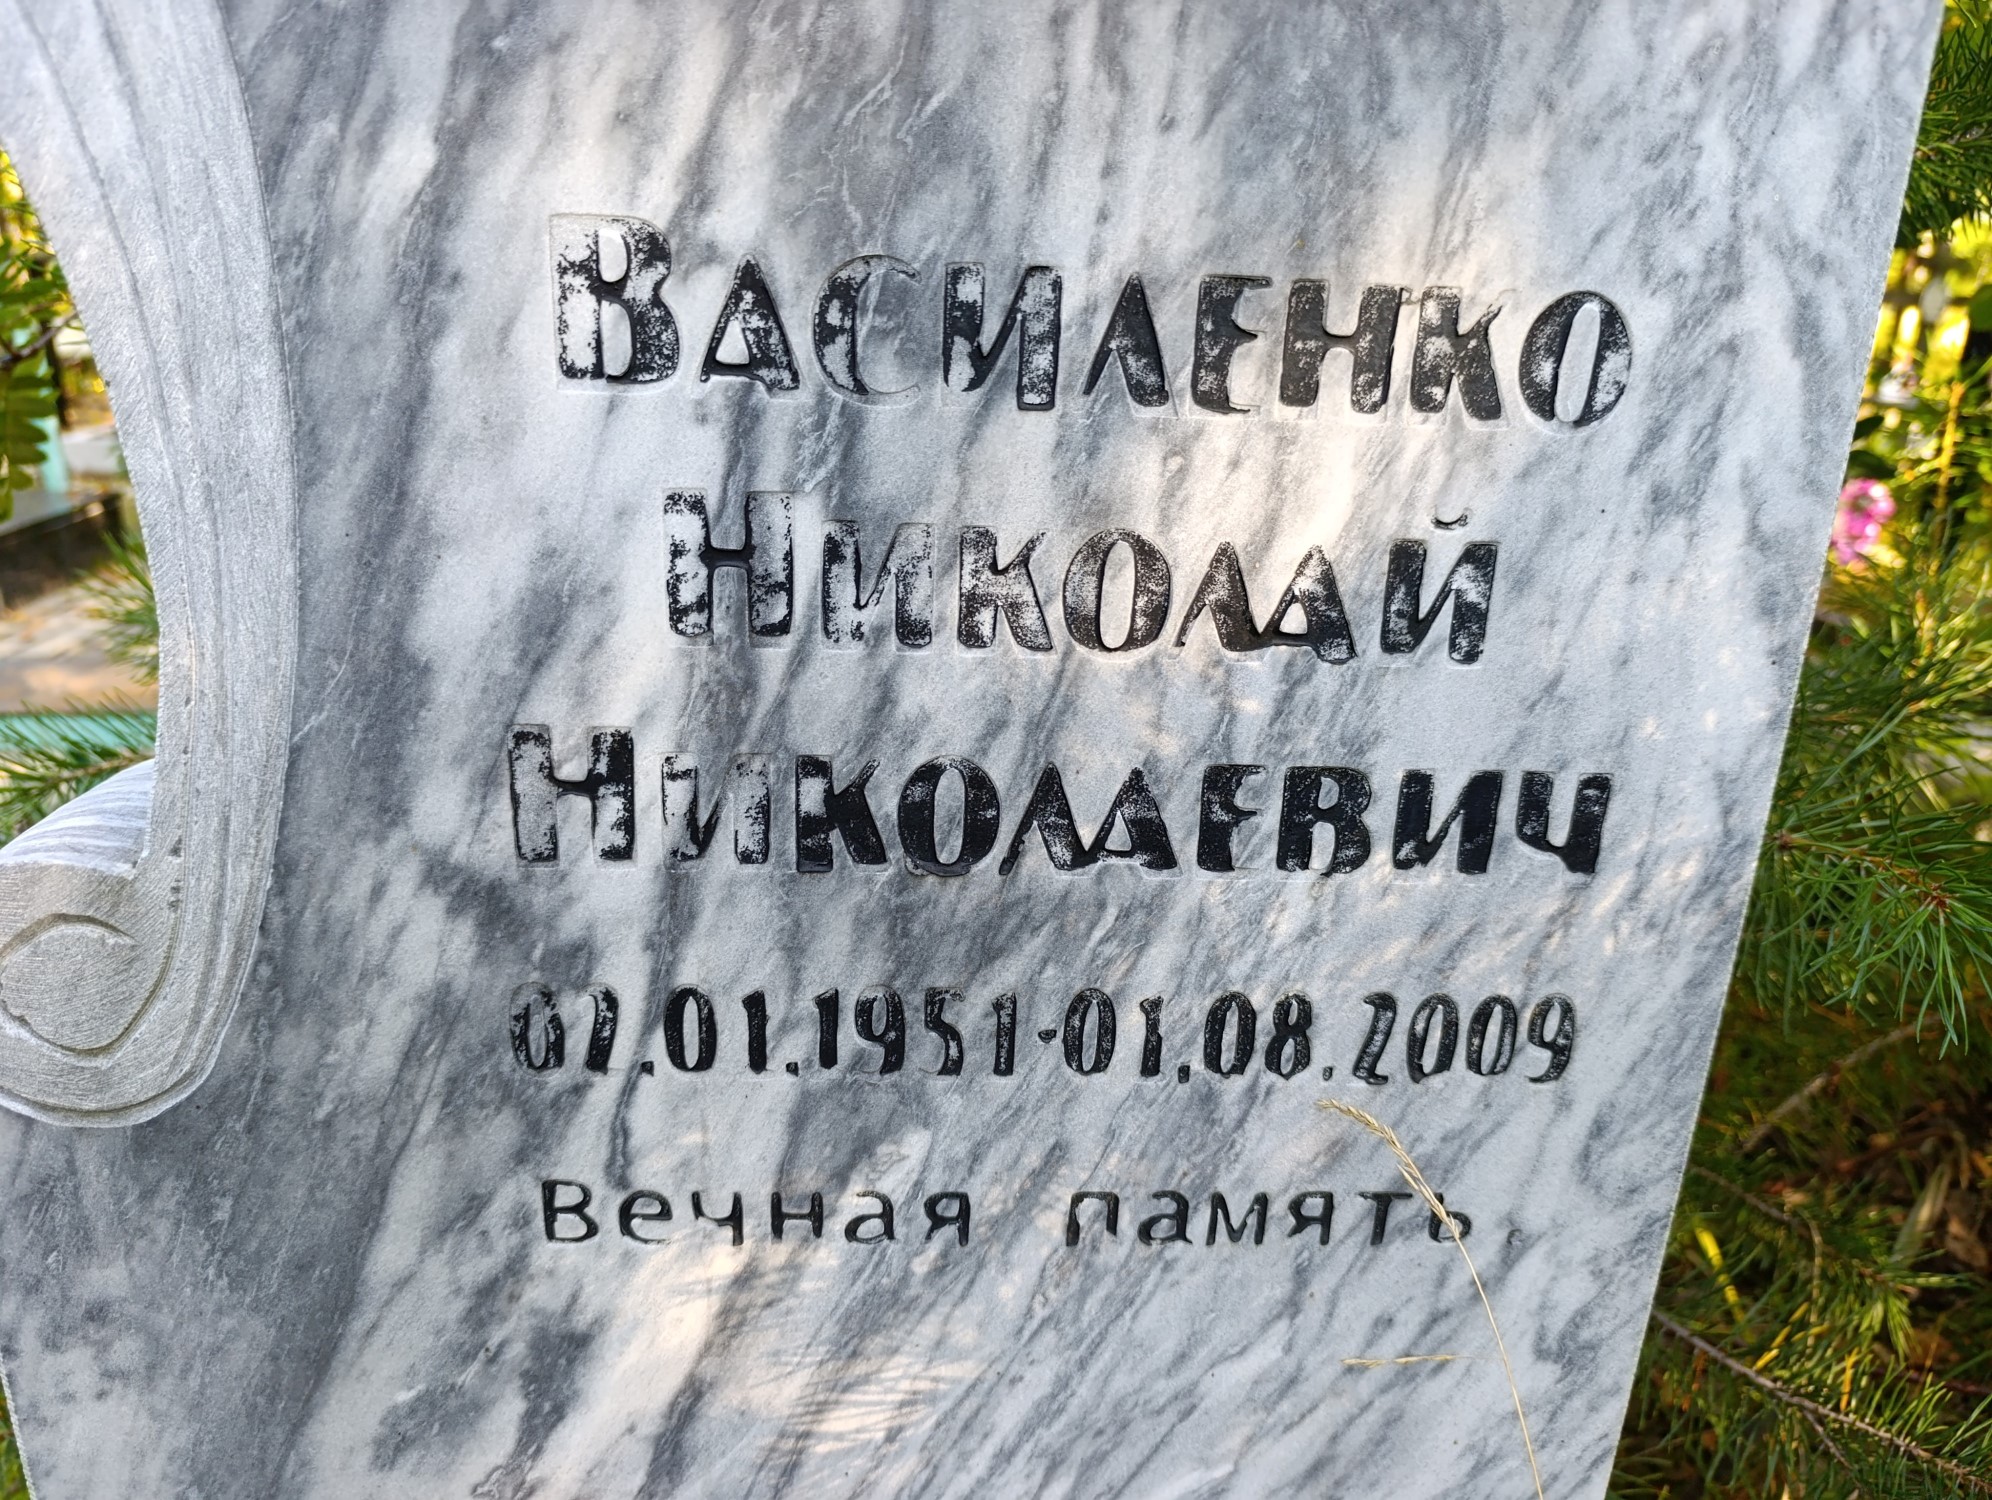 Василенко
Николай
Николаевич
02.01.1951-01.08.2009
Вечная память.